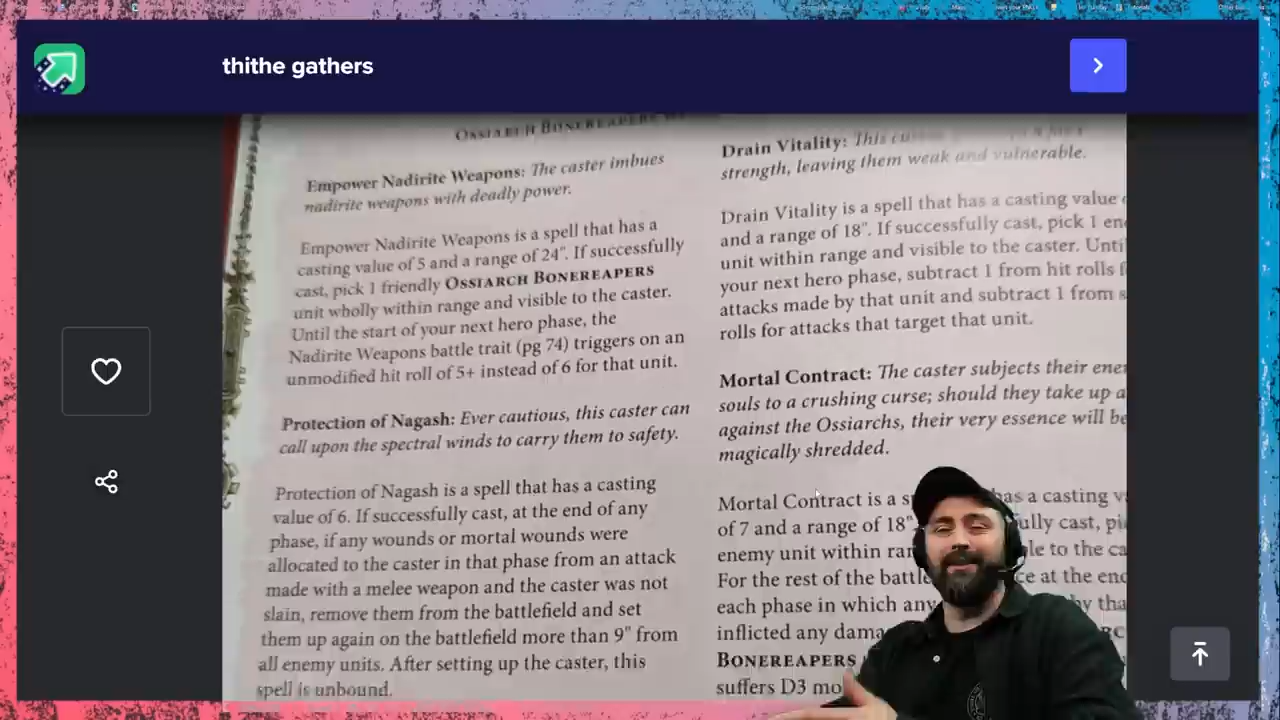 thithe gathers
OSSIARCH BONEREAPERS
Empower Nadirite Weapons: The caster imbues
nadirite weapons with deadly power.
Empower Nadirite Weapons is a spell that has a
casting value of 5 and a range of 24". If successfully
cast, pick 1 friendly OSSIARCH BONEREAPERS
unit wholly within range and visible to the caster.
Until the start of your next hero phase, the
Nadirite Weapons battle trait (pg 74) triggers on an
unmodified hit roll of 5+ instead of 6 for that unit.
Protection of Nagash: Ever cautious, this caster can
call upon the spectral winds to carry them to safety.
Protection of Nagash is a spell that has a casting
value of 6. If successfully cast, at the end of any
phase, if any wounds or mortal wounds were
allocated to the caster in that phase from an attack
made with a melee weapon and the caster was not
slain, remove them from the battlefield and set
them up again on the battlefield more than 9" from
all enemy units. After setting up the caster, this
spell is unbound.
Drain Vitality: This
strength, leaving them weak and vulnerable.
Drain Vitality is a spell that has a casting value
and a range of 18". If successfully cast, pick 1
unit within range and visible to the caster. Until
your next hero phase, subtract 1 from hit rolls
attacks made by that unit and subtract 1 from
rolls for attacks that target that unit.
Mortal Contract: The caster subjects their
souls to a crushing curse; should they take up
against the Ossiarchs, their very essence will
magically shredded.
Mortal Contract is a has a casting
of 7 and a range of 18" cast,
enemy unit within to the
For the rest of the at the
each phase in which any by
inflicted any
BONEREAPERS
suffers D3